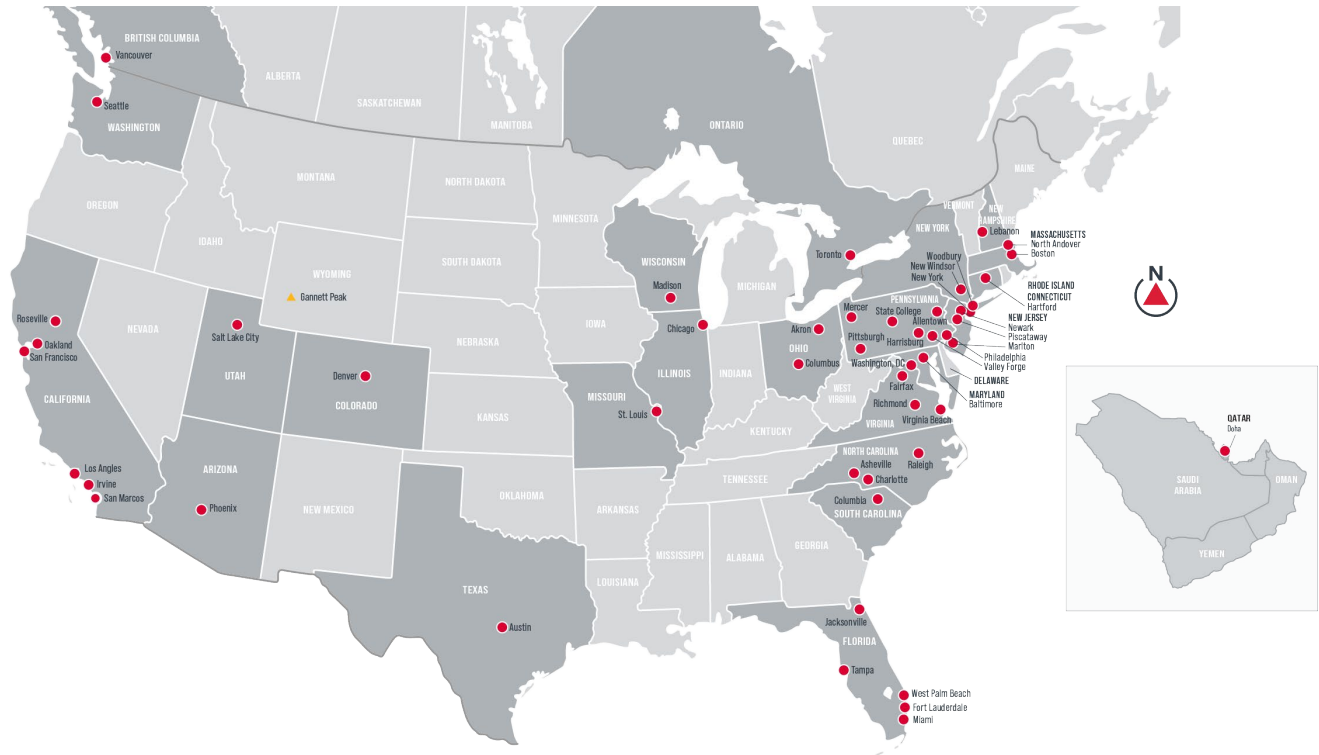 BRITISH COLUMBIA
Vancouver
ALBERTA
SASKATCHEWAN
MANITOBA
ONTARIO
QUEBEC
Seattle
WASHINGTON
MONTANA
NORTH DAKOTA
MINNESOTA
MAINE
OREGON
IDAHO
WYOMING
Gannett Peak
SOUTH DAKOTA
WISCONSIN
Madison
MICHIGAN
Toronto
NEW YORK
VERMONT
NEW
HAMPSHIRE
Lebanon
MASSACHUSETTS
North Andover
Boston
Woodbury
New Windsor
New York
RHODE ISLAND
CONNECTICUT
Hartford
NEW JERSEY
Newark
Piscataway
Marlton
Philadelphia
Valley Forge
DELAWARE
MARYLAND
Baltimore
N
Roseville
Oakland
San Francisco
CALIFORNIA
NEVADA
Salt Lake City
UTAH
Denver
COLORADO
NEBRASKA
IOWA
KANSAS
MISSOURI
St. Louis
Chicago
ILLINOIS
INDIANA
Akron
OHIO
Columbus
PENNSYLVANIA
Mercer
State College
Allentown
Pittsburgh
Harrisburg
Washington, DC
Fairfax
WEST
VIRGINIA
Richmond
Virginia Beach
VIRGINIA
KENTUCKY
Los Angles
Irvine
San Marcos
ARIZONA
Phoenix
NEW MEXICO
OKLAHOMA
ARKANSAS
TENNESSEE
NORTH CAROLINA
Asheville
Raleigh
Charlotte
Columbia
SOUTH CAROLINA
TEXAS
Austin
LOUISIANA
MISSISSIPPI
ALABAMA
GEORGIA
Jacksonville
FLORIDA
Tampa
West Palm Beach
Fort Lauderdale
Miami
QATAR
Doha
SAUDI
ARABIA
OMAN
YEMEN